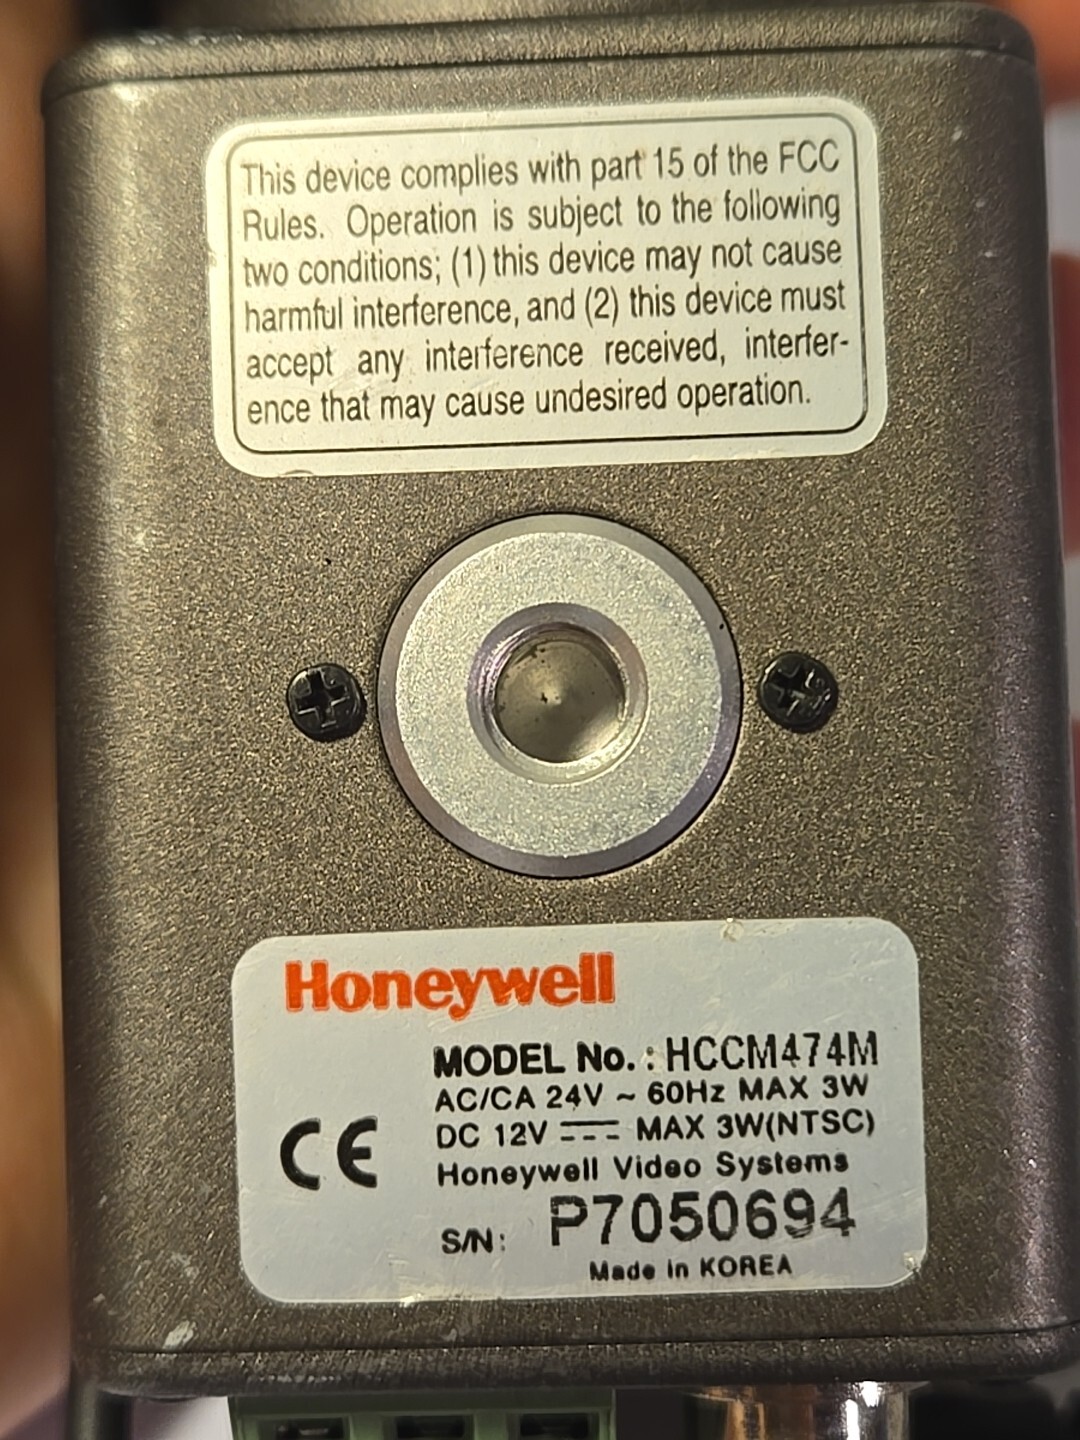 This device complies with part 15 of the FCC
Rules. Operation is subject to the following
two conditions; (1) this device may not cause
harmful interference, and (2) this device must
accept any interference received, interfer-
ence that may cause undesired operation.
Honeywell
MODEL No. : HCCM474M
AC/CA 24V ~ 60Hz MAX 3W
DC 12V ⎓ MAX 3W(NTSC)
CE
Honeywell Video Systems
S/N: P7050694
Made in KOREA